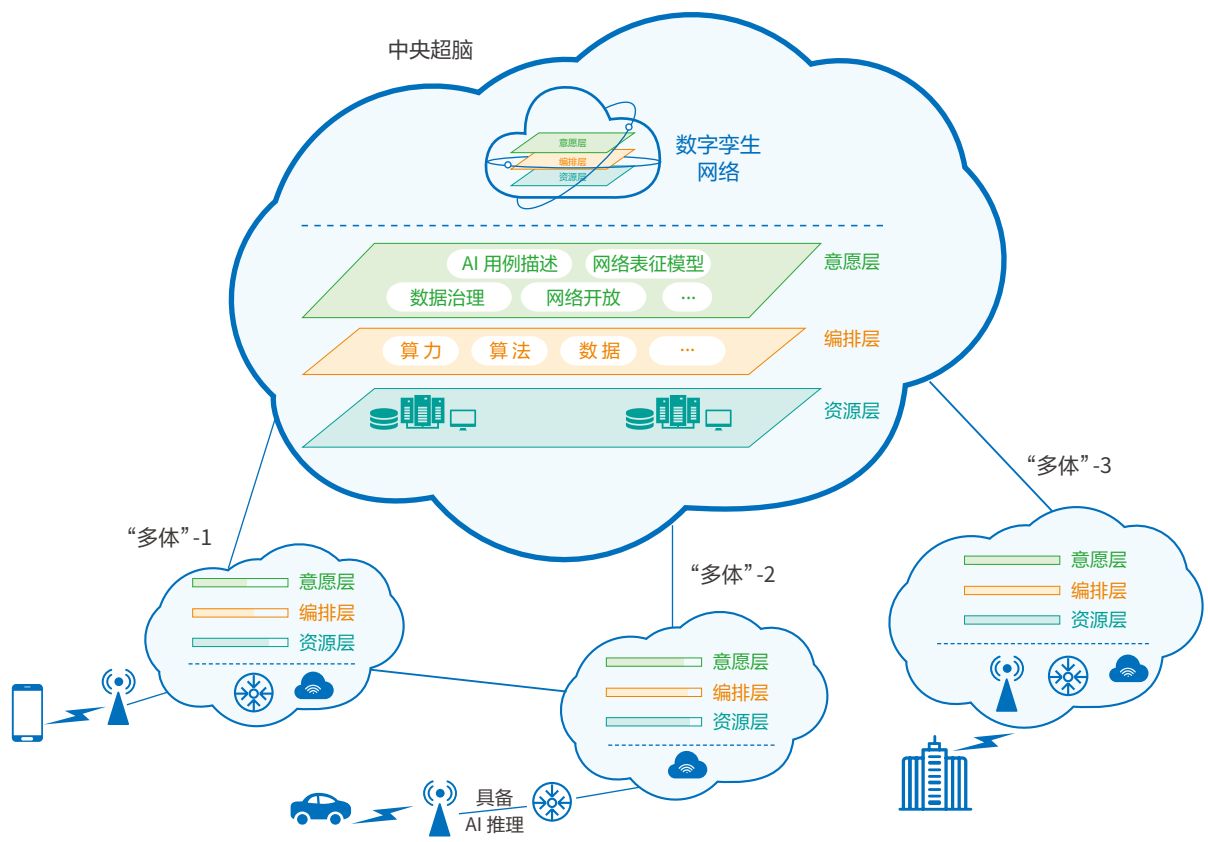 中央超脑
意愿层
编排层
资源层
数字孪生
网络
AI 用例描述
网络表征模型
数据治理
网络开放
...
意愿层
算 力
算 法
数 据
...
编排层
资源层
“多体”-1
意愿层
编排层
资源层
“多体”-2
意愿层
编排层
资源层
具备
AI 推理
“多体”-3
意愿层
编排层
资源层